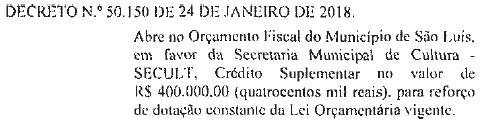 DECRETO N.º 50.150 DE 24 DE JANEIRO DE 2018.
Abre no Orçamento Fiscal do Município de São Luís,
em favor da Secretaria Municipal de Cultura -
SECULT, Crédito Suplementar no valor de
R$ 400.000,00 (quatrocentos mil reais), para reforço
de dotação constante da Lei Orçamentária vigente.